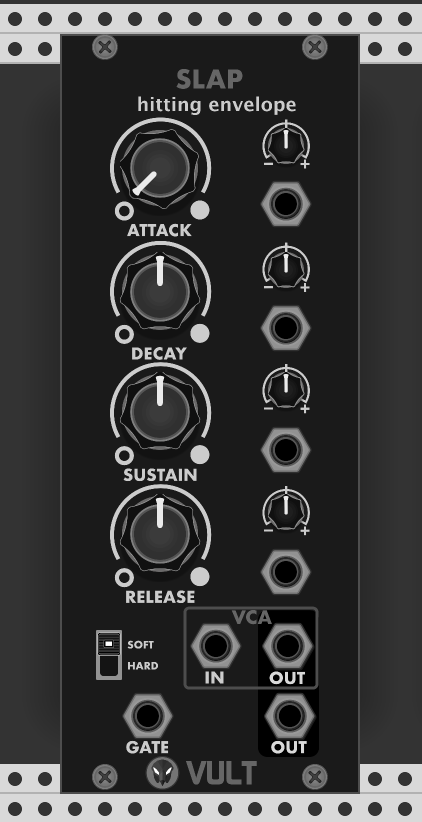 SLAP
hitting envelope
- +
ATTACK
- +
DECAY
- +
SUSTAIN
- +
RELEASE
VCA
SOFT
HARD
IN OUT
GATE OUT
VULT